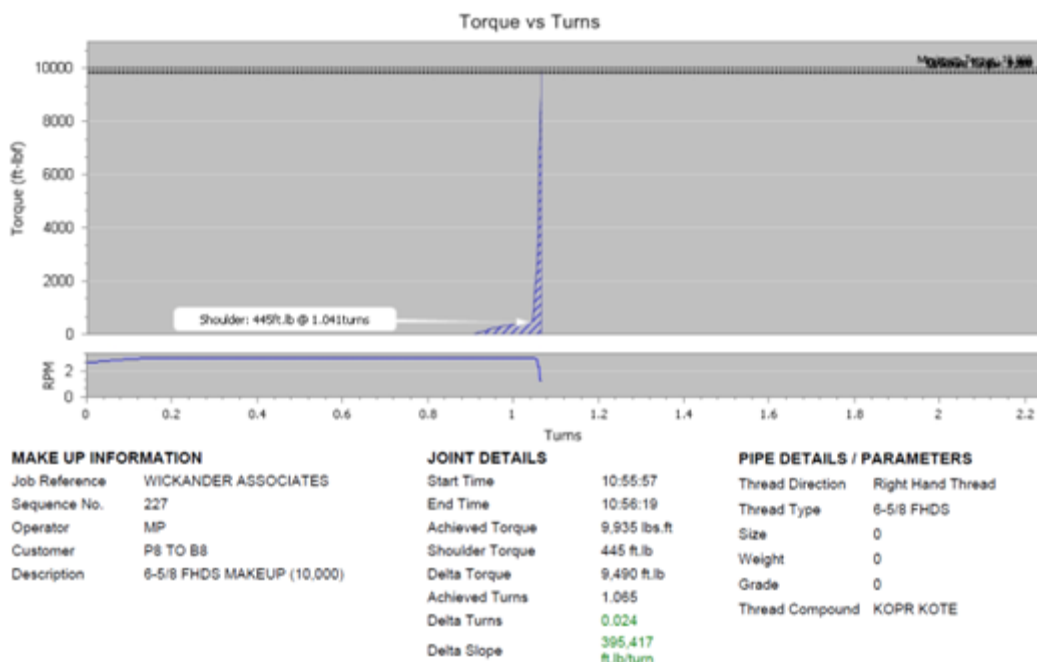 Torque vs Turns
10000
8000
6000
4000
2000
0
Torque (ft-lbf)
Shoulder: 445ft.lb @ 1.041turns
2
0
RPM
0 0.2 0.4 0.6 0.8 1 1.2 1.4 1.6 1.8 2 2.2
Turns
MAKE UP INFORMATION
Job Reference WICKANDER ASSOCIATES
Sequence No. 227
Operator MP
Customer P8 TO B8
Description 6-5/8 FHDS MAKEUP (10,000)
JOINT DETAILS
Start Time 10:55:57
End Time 10:56:19
Achieved Torque 9,935 lbs.ft
Shoulder Torque 445 ft.lb
Delta Torque 9,490 ft.lb
Achieved Turns 1.065
Delta Turns 0.024
Delta Slope 395,417
ft.lb/turn
PIPE DETAILS / PARAMETERS
Thread Direction Right Hand Thread
Thread Type 6-5/8 FHDS
Size 0
Weight 0
Grade 0
Thread Compound KOPR KOTE